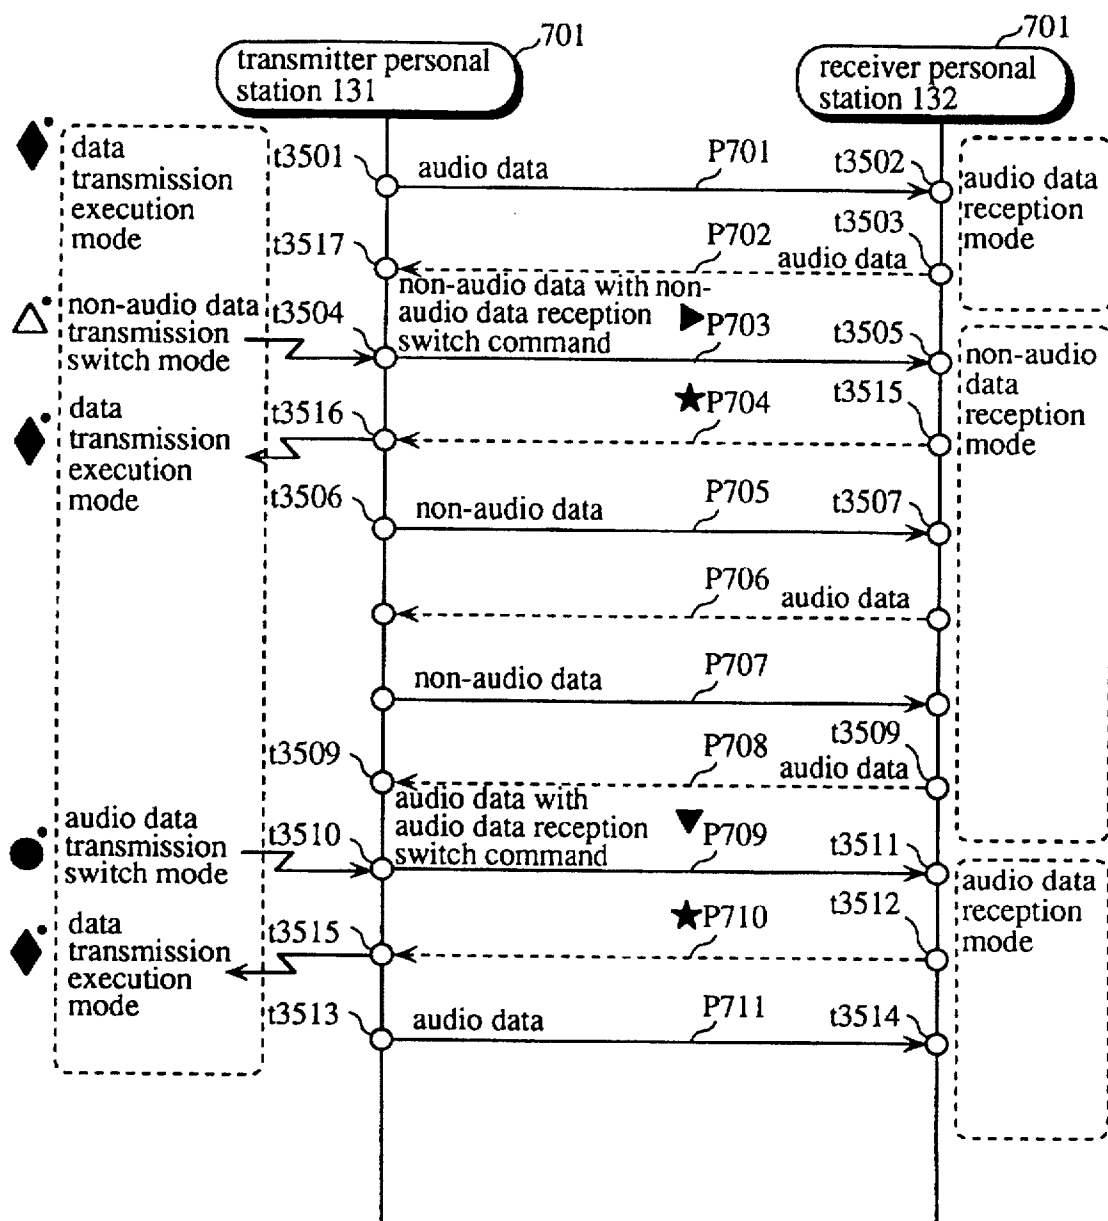 701
701
transmitter personal
station 131
receiver personal
station 132
data
transmission
execution
mode
t3501
audio data
P701
t3502
audio data
reception
mode
t3517
P702
t3503
audio data
non-audio data
transmission
switch mode
t3504
non-audio data with non-
audio data reception
switch command
P703
t3505
non-audio
data
reception
mode
data
transmission
execution
mode
t3516
P704
t3515
t3506
non-audio data
P705
t3507
P706
audio data
non-audio data
P707
t3509
P708
t3509
audio data
audio data
transmission
switch mode
t3510
audio data with
audio data reception
switch command
P709
t3511
audio data
reception
mode
data
transmission
execution
mode
t3515
P710
t3512
t3513
audio data
P711
t3514